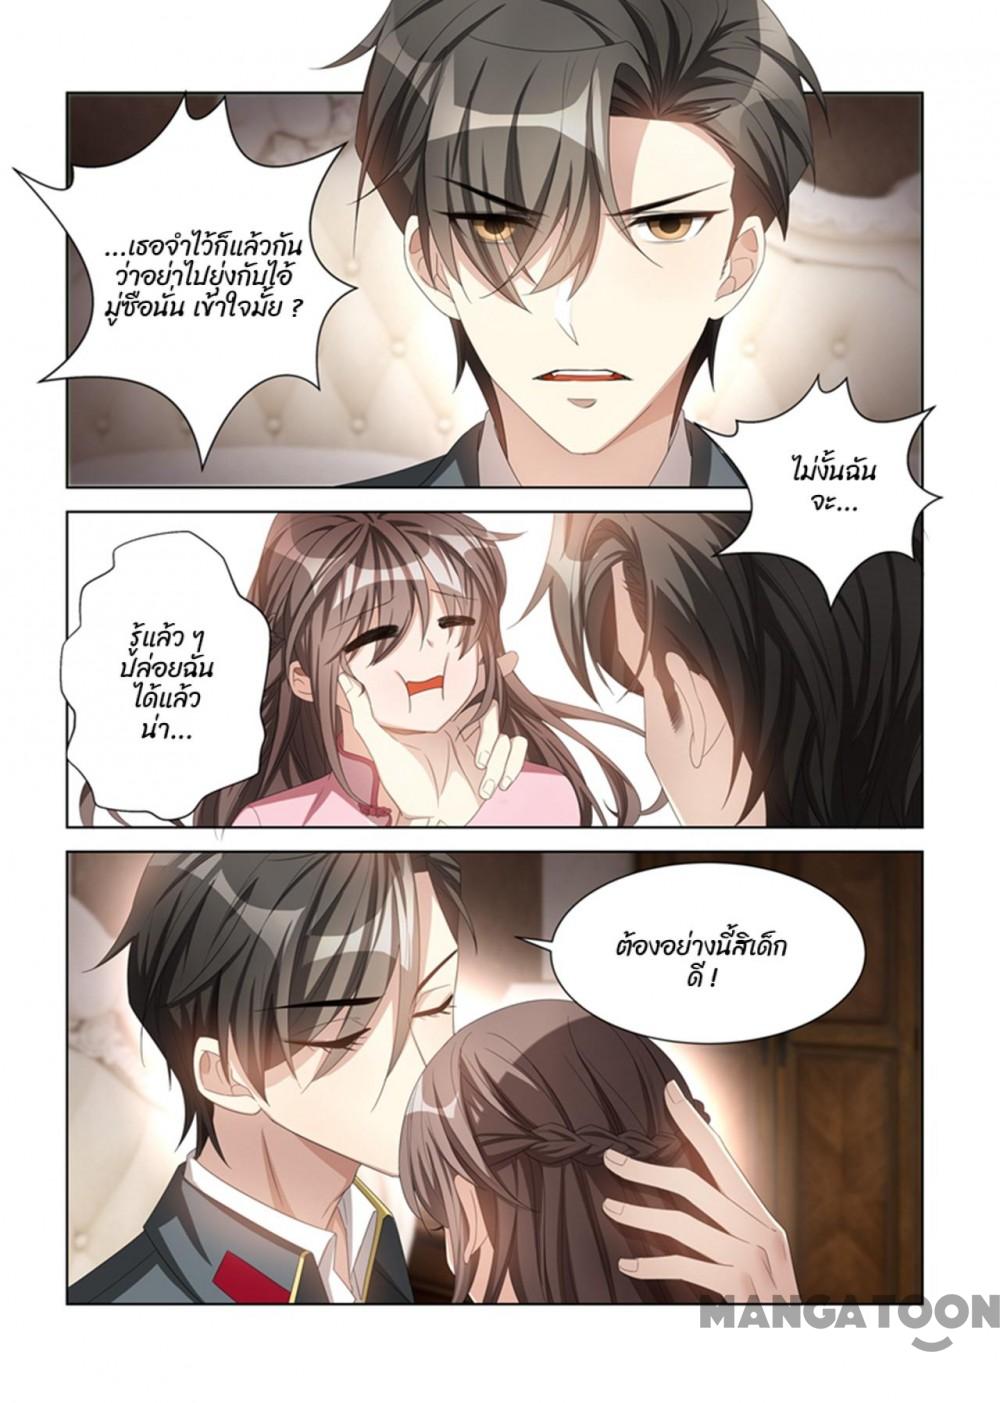 ...เธอจำไว้ก็แล้วกัน
ว่าอย่าไปยุ่งกับไอ้
มู่ซือนั่น เข้าใจมั้ย ?
ไม่งั้นฉัน
จะ...
รู้แล้ว ๆ
ปล่อยฉัน
ได้แล้ว
น่า...
ต้องอย่างนี้สิเด็ก
ดี !
MANGATOON